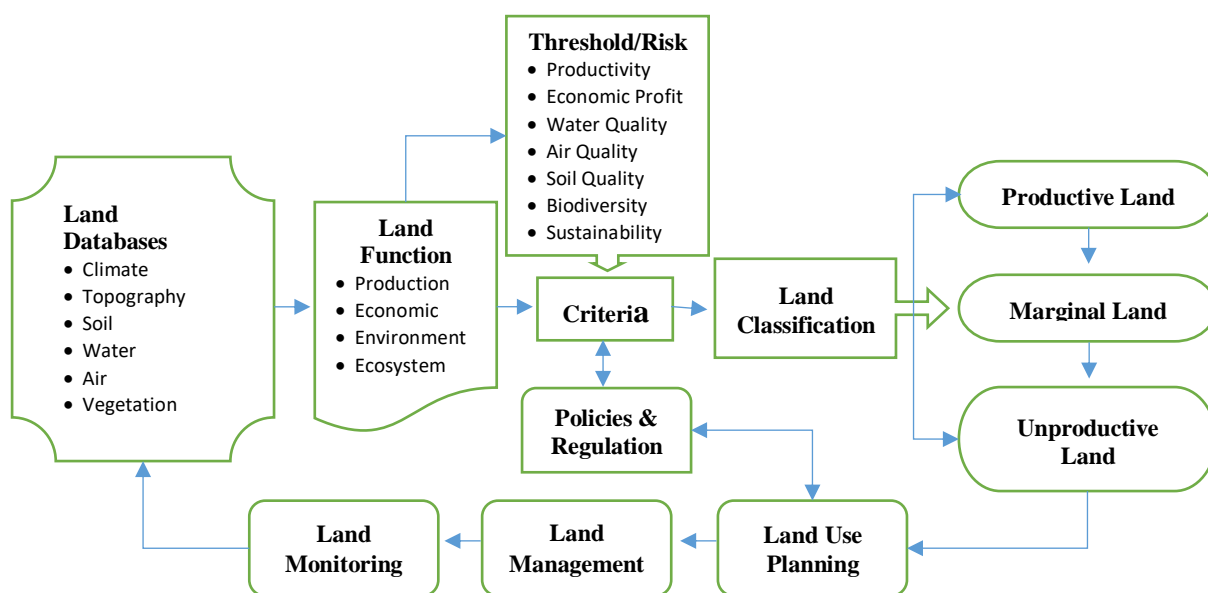 Land
Databases
• Climate
• Topography
• Soil
• Water
• Air
• Vegetation
Land
Function
• Production
• Economic
• Environment
• Ecosystem
Threshold/Risk
• Productivity
• Economic Profit
• Water Quality
• Air Quality
• Soil Quality
• Biodiversity
• Sustainability
Criteria
Policies &
Regulation
Land
Classification
Productive Land
Marginal Land
Unproductive
Land
Land Use
Planning
Land
Management
Land
Monitoring